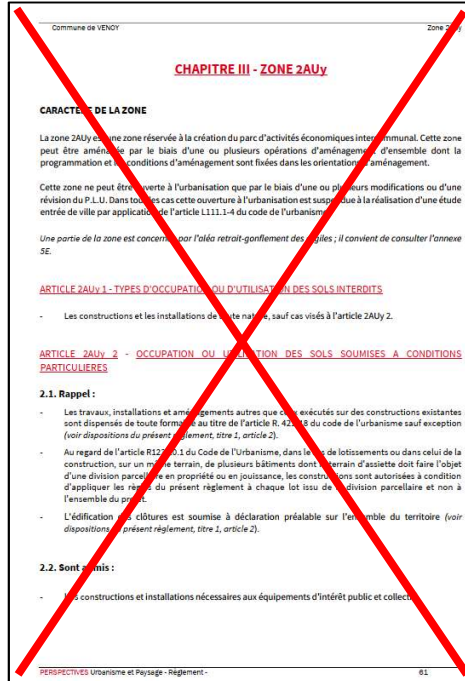 Commune de VENOY Zone
CHAPITRE III - ZONE 2AUy
DE LA ZONE
La zone 2AUy est une zone réservée à la création du parc d'activités économiques intercommunal. Cette zone
peut être aménagée par le biais d'une ou plusieurs opérations d'aménagement d'ensemble dont la
programmation et les conditions d'aménagement sont fixées dans les orientations d'aménagement.
Cette zone ne peut être ouverte à l'urbanisation que par le biais d'une ou plusieurs modifications ou d'une
révision du P.L.U. Dans tous les cas cette ouverture à l'urbanisation est suspendue à la réalisation d'une étude
entrée de ville par application de l'article L111.1-4 du code de l'urbanisme.
Une partie de la zone est concernée par l'aléa retrait-gonflement des argiles ; il convient de consulter l'annexe
5E.
ARTICLE 2AUy 1 - TYPES D'OCCUPATION OU D'UTILISATION DES SOLS INTERDITS
- Les constructions et les installations de toute nature, sauf cas visés à l'article 2AUy 2.
ARTICLE 2AUy 2 - OCCUPATION OU UTILISATION DES SOLS SOUMISES A CONDITIONS
PARTICULIERES
2.1. Rappel :
- Les travaux, installations et aménagements autres que ceux exécutés sur des constructions existantes
sont dispensés de toute formalité au titre de l'article R. du code de l'urbanisme sauf exception
(voir dispositions du présent règlement, titre 1, article 2).
- Au regard de l'article du Code de l'Urbanisme, dans le cas de lotissements ou dans celui de la
construction, sur un même terrain, de plusieurs bâtiments dont le terrain d'assiette doit faire l'objet
d'une division parcellaire en propriété ou en jouissance, les constructions sont autorisées à condition
d'appliquer les règles du présent règlement à chaque lot issu de la division parcellaire et non à
l'ensemble du projet.
- L'édification des clôtures est soumise à déclaration préalable sur l'ensemble du territoire (voir
dispositions du présent règlement, titre 1, article 2).
2.2. Sont admis :
- Les constructions et installations nécessaires aux équipements d'intérêt public et collectif
PERSPECTIVES Urbanisme et Paysage - Règlement - 61